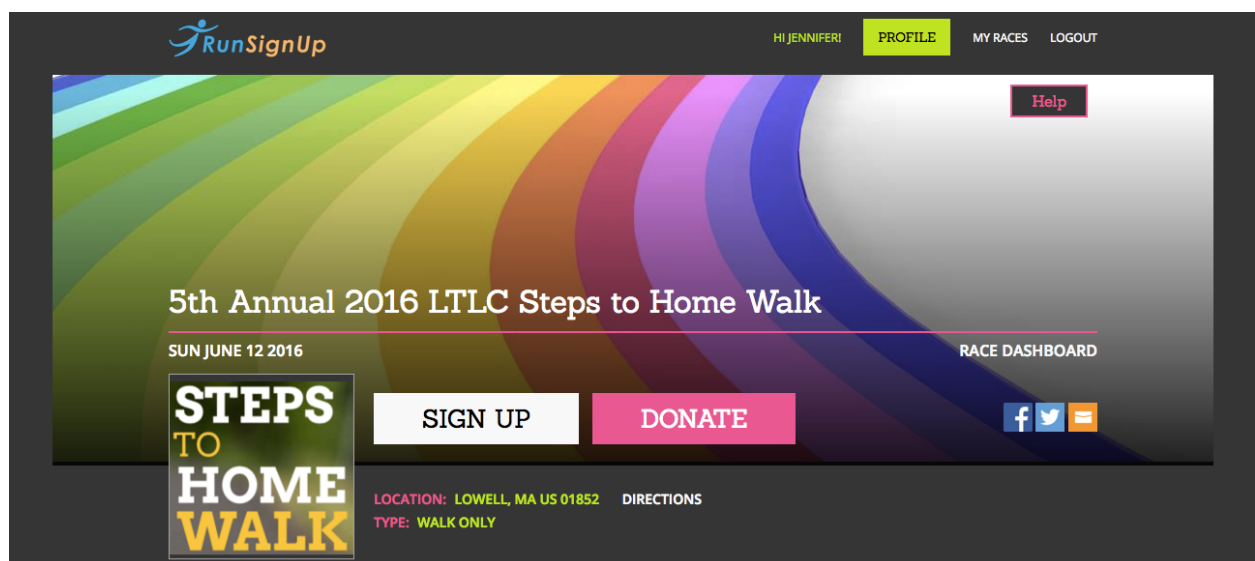 RunSignUp
HI JENNIFER! PROFILE MY RACES LOGOUT
Help
5th Annual 2016 LTLC Steps to Home Walk
SUN JUNE 12 2016 RACE DASHBOARD
STEPS
TO
HOME
WALK
SIGN UP DONATE
LOCATION: LOWELL, MA US 01852 DIRECTIONS
TYPE: WALK ONLY